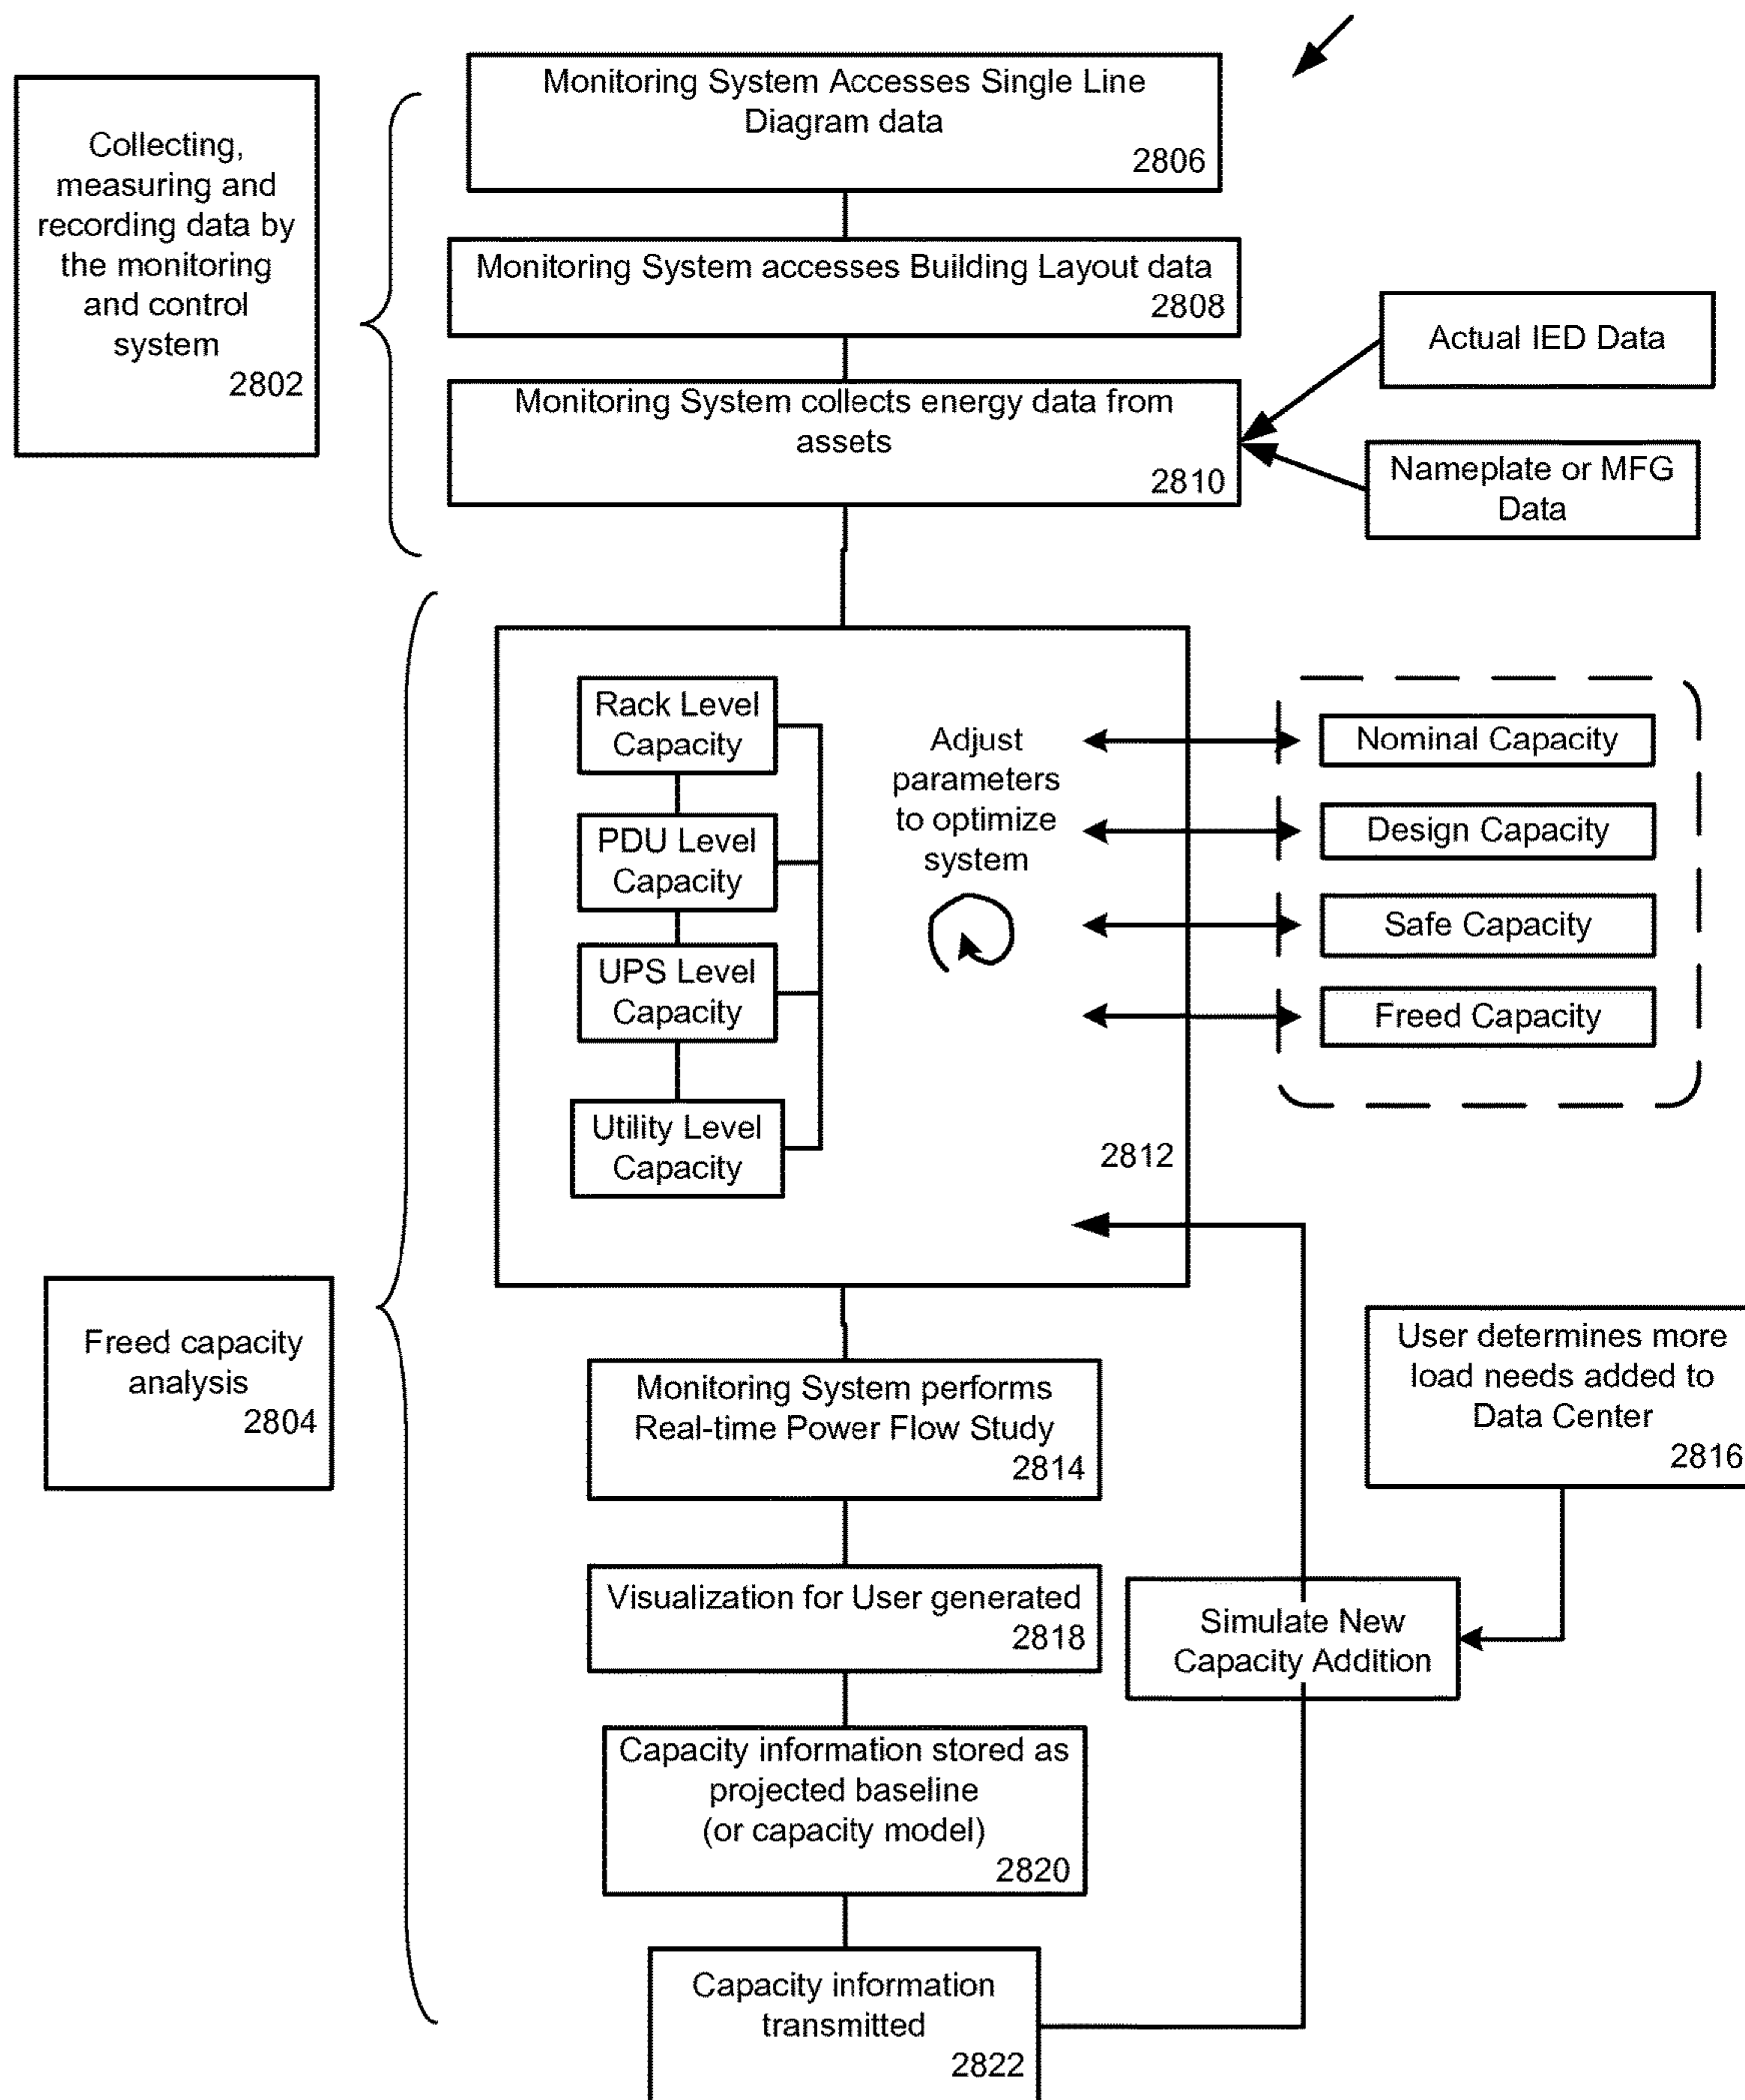 Monitoring System Accesses Single Line
Diagram data
2806
Collecting,
measuring and
recording data by
the monitoring
and control
system
2802
Monitoring System accesses Building Layout data
2808
Monitoring System collects energy data from
assets
2810
Actual IED Data
Nameplate or MFG
Data
Rack Level
Capacity
PDU Level
Capacity
UPS Level
Capacity
Utility Level
Capacity
Adjust
parameters
to optimize
system
2812
Nominal Capacity
Design Capacity
Safe Capacity
Freed Capacity
Freed capacity
analysis
2804
Monitoring System performs
Real-time Power Flow Study
2814
User determines more
load needs added to
Data Center
2816
Visualization for User generated
2818
Simulate New
Capacity Addition
Capacity information stored as
projected baseline
(or capacity model)
2820
Capacity information
transmitted
2822